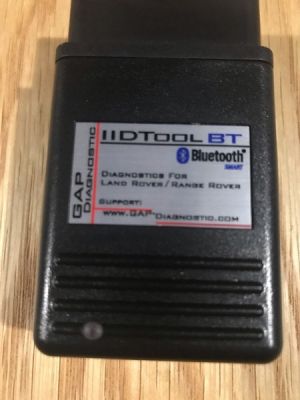 GAP
DIAGNOSTIC
IIDTOOL BT
Bluetooth
SMART
DIAGNOSTICS FOR
LAND ROVER/RANGE ROVER
SUPPORT:
WWW.GAP-DIAGNOSTIC.COM